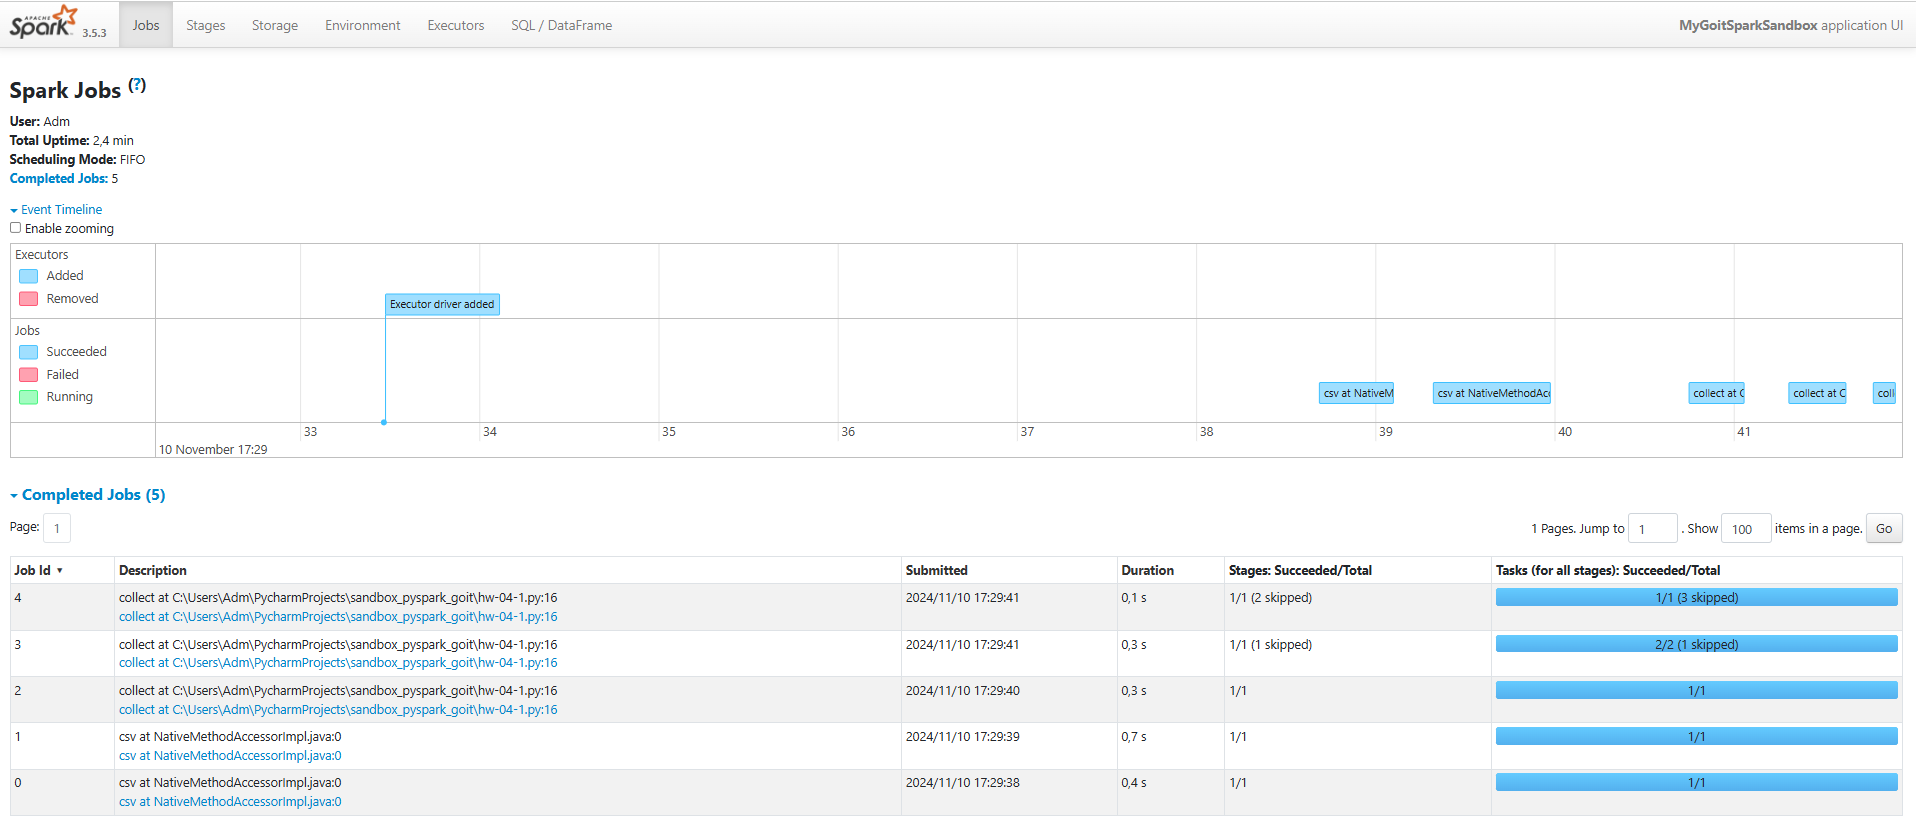 APACHE Spark 3.5.3 Jobs Stages Storage Environment Executors SQL / DataFrame MyGoitSparkSandbox application UI
Spark Jobs (?)
User: Adm
Total Uptime: 2,4 min
Scheduling Mode: FIFO
Completed Jobs: 5
Event Timeline
Enable zooming
Executors
Added
Removed
Executor driver added
Jobs
Succeeded
Failed
Running
csv at NativeM csv at NativeMethodAcc collect at C collect at C coll
33 34 35 36 37 38 39 40 41
10 November 17:29
Completed Jobs (5)
Page: 1 1 Pages. Jump to 1 . Show 100 items in a page. Go
Job Id ▾ Description Submitted Duration Stages: Succeeded/Total Tasks (for all stages): Succeeded/Total
4 collect at C:\Users\Adm\PycharmProjects\sandbox_pyspark_goit\hw-04-1.py:16 2024/11/10 17:29:41 0,1 s 1/1 (2 skipped) 1/1 (3 skipped)
collect at C:\Users\Adm\PycharmProjects\sandbox_pyspark_goit\hw-04-1.py:16
3 collect at C:\Users\Adm\PycharmProjects\sandbox_pyspark_goit\hw-04-1.py:16 2024/11/10 17:29:41 0,3 s 1/1 (1 skipped) 2/2 (1 skipped)
collect at C:\Users\Adm\PycharmProjects\sandbox_pyspark_goit\hw-04-1.py:16
2 collect at C:\Users\Adm\PycharmProjects\sandbox_pyspark_goit\hw-04-1.py:16 2024/11/10 17:29:40 0,3 s 1/1 1/1
collect at C:\Users\Adm\PycharmProjects\sandbox_pyspark_goit\hw-04-1.py:16
1 csv at NativeMethodAccessorImpl.java:0 2024/11/10 17:29:39 0,7 s 1/1 1/1
csv at NativeMethodAccessorImpl.java:0
0 csv at NativeMethodAccessorImpl.java:0 2024/11/10 17:29:38 0,4 s 1/1 1/1
csv at NativeMethodAccessorImpl.java:0